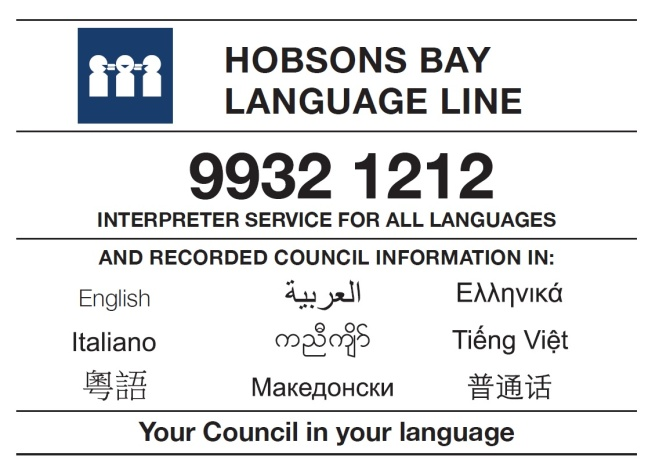 HOBSONS BAY
LANGUAGE LINE
9932 1212
INTERPRETER SERVICE FOR ALL LANGUAGES
AND RECORDED COUNCIL INFORMATION IN:
English العربية Ελληνικά
Italiano ကညီကျိာ် Tiếng Việt
粵語 Македонски 普通话
Your Council in your language